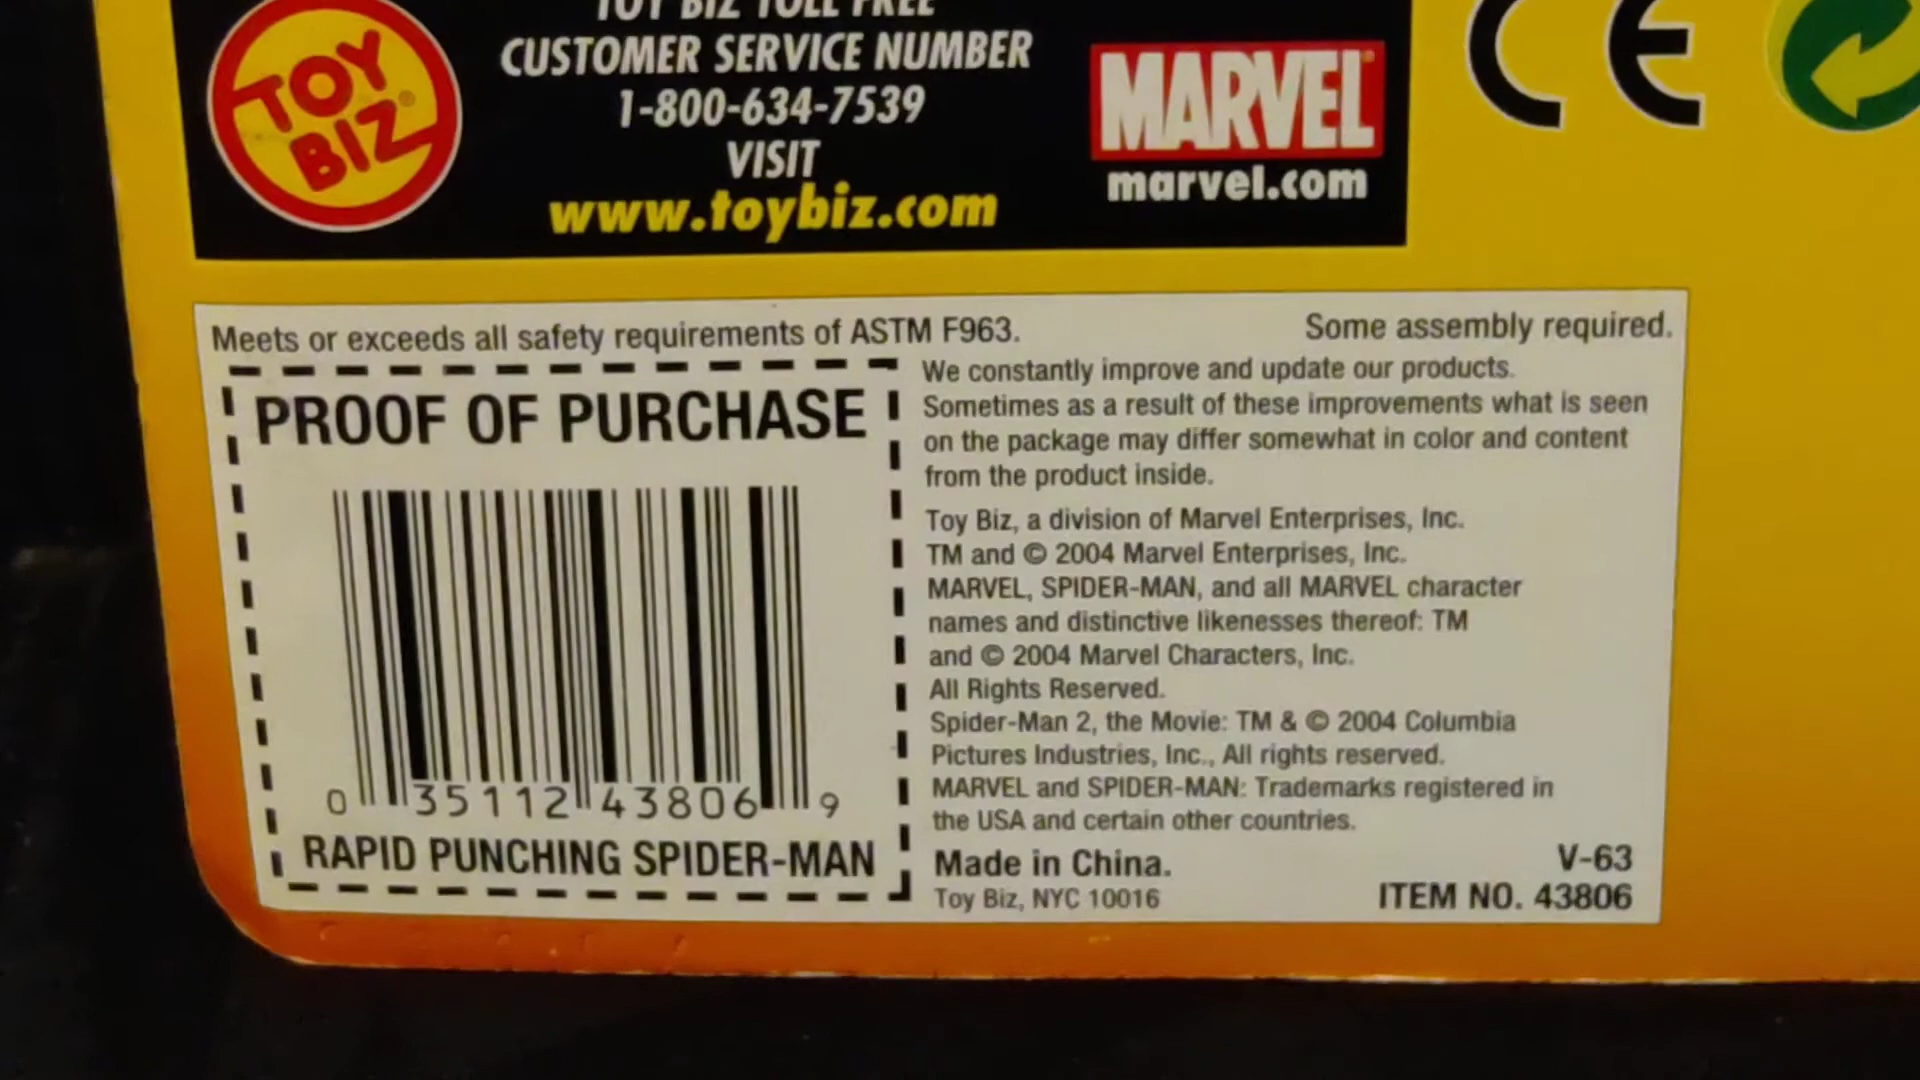 TOY BIZ TOLL FREE
CUSTOMER SERVICE NUMBER
1-800-634-7539
VISIT
www.toybiz.com
TOY
BIZ®
MARVEL
marvel.com
CE
Meets or exceeds all safety requirements of ASTM F963.
Some assembly required.
PROOF OF PURCHASE
0 35112 43806 9
RAPID PUNCHING SPIDER-MAN
We constantly improve and update our products.
Sometimes as a result of these improvements what is seen
on the package may differ somewhat in color and content
from the product inside.
Toy Biz, a division of Marvel Enterprises, Inc.
TM and © 2004 Marvel Enterprises, Inc.
MARVEL, SPIDER-MAN, and all MARVEL character
names and distinctive likenesses thereof: TM
and © 2004 Marvel Characters, Inc.
All Rights Reserved.
Spider-Man 2, the Movie: TM & © 2004 Columbia
Pictures Industries, Inc., All rights reserved.
MARVEL and SPIDER-MAN: Trademarks registered in
the USA and certain other countries.
Made in China.
Toy Biz, NYC 10016
V-63
ITEM NO. 43806